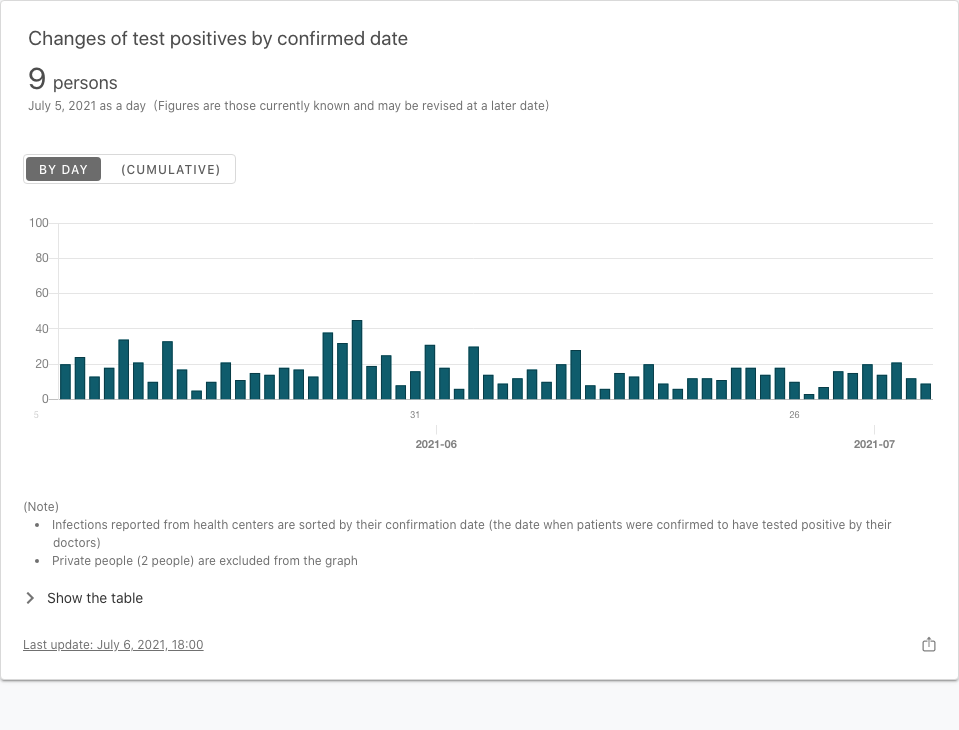 Changes of test positives by confirmed date
9 persons
July 5, 2021 as a day (Figures are those currently known and may be revised at a later date)
BY DAY (CUMULATIVE)
100
80
60
40
20
0
5 31 26
2021-06 2021-07
(Note)
• Infections reported from health centers are sorted by their confirmation date (the date when patients were confirmed to have tested positive by their
doctors)
• Private people (2 people) are excluded from the graph
Show the table
Last update: July 6, 2021, 18:00